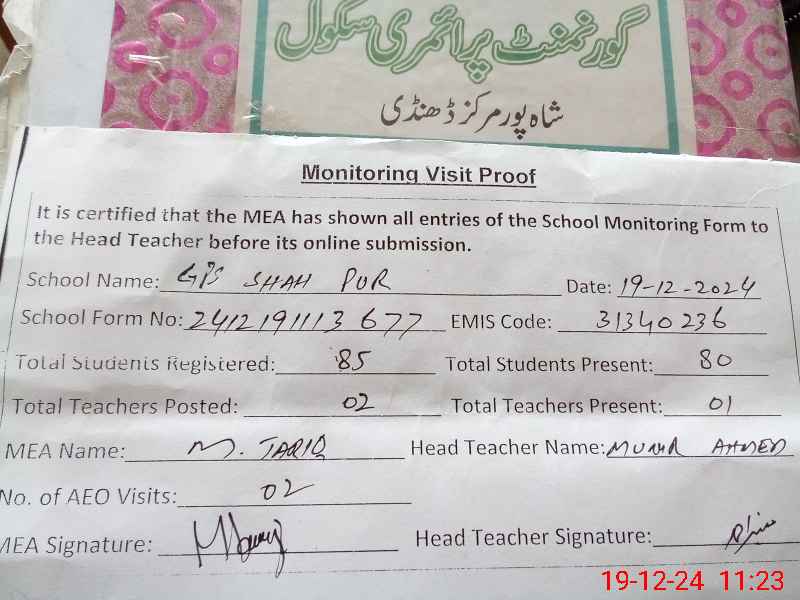 گورنمنٹ پرائمری سکول
شاہ پور مرکز ڈھنڈی
Monitoring Visit Proof
It is certified that the MEA has shown all entries of the School Monitoring Form to
the Head Teacher before its online submission.
School Name: GPS SHAH PUR Date: 19-12-2024
School Form No: 2412191113677 EMIS Code: 31340236
Total Students Registered: 85 Total Students Present: 80
Total Teachers Posted: 02 Total Teachers Present: 01
MEA Name: M. TARIQ Head Teacher Name: MUNIR AHMED
No. of AEO Visits: 02
MEA Signature: Head Teacher Signature:
19-12-24 11:23